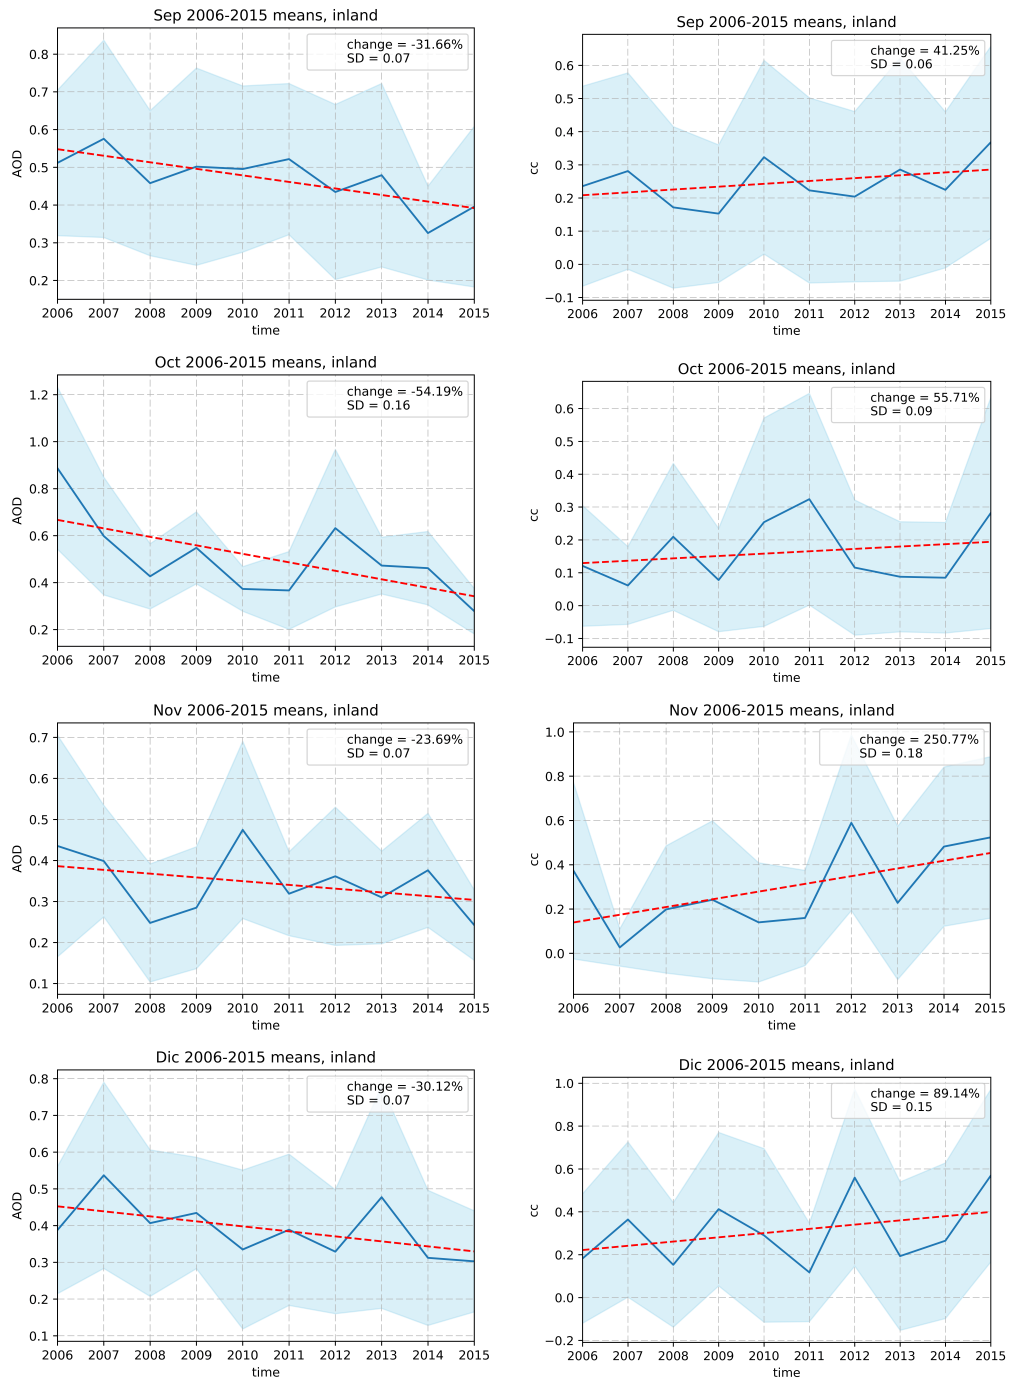 Sep 2006-2015 means, inland
change = -31.66%
SD = 0.07
AOD
0.8
0.7
0.6
0.5
0.4
0.3
0.2
2006 2007 2008 2009 2010 2011 2012 2013 2014 2015
time
Sep 2006-2015 means, inland
change = 41.25%
SD = 0.06
cc
0.6
0.5
0.4
0.3
0.2
0.1
0.0
−0.1
2006 2007 2008 2009 2010 2011 2012 2013 2014 2015
time
Oct 2006-2015 means, inland
change = -54.19%
SD = 0.16
AOD
1.2
1.0
0.8
0.6
0.4
0.2
2006 2007 2008 2009 2010 2011 2012 2013 2014 2015
time
Oct 2006-2015 means, inland
change = 55.71%
SD = 0.09
cc
0.6
0.5
0.4
0.3
0.2
0.1
0.0
−0.1
2006 2007 2008 2009 2010 2011 2012 2013 2014 2015
time
Nov 2006-2015 means, inland
change = -23.69%
SD = 0.07
AOD
0.7
0.6
0.5
0.4
0.3
0.2
0.1
2006 2007 2008 2009 2010 2011 2012 2013 2014 2015
time
Nov 2006-2015 means, inland
change = 250.77%
SD = 0.18
cc
1.0
0.8
0.6
0.4
0.2
0.0
2006 2007 2008 2009 2010 2011 2012 2013 2014 2015
time
Dic 2006-2015 means, inland
change = -30.12%
SD = 0.07
AOD
0.8
0.7
0.6
0.5
0.4
0.3
0.2
0.1
2006 2007 2008 2009 2010 2011 2012 2013 2014 2015
time
Dic 2006-2015 means, inland
change = 89.14%
SD = 0.15
cc
1.0
0.8
0.6
0.4
0.2
0.0
−0.2
2006 2007 2008 2009 2010 2011 2012 2013 2014 2015
time